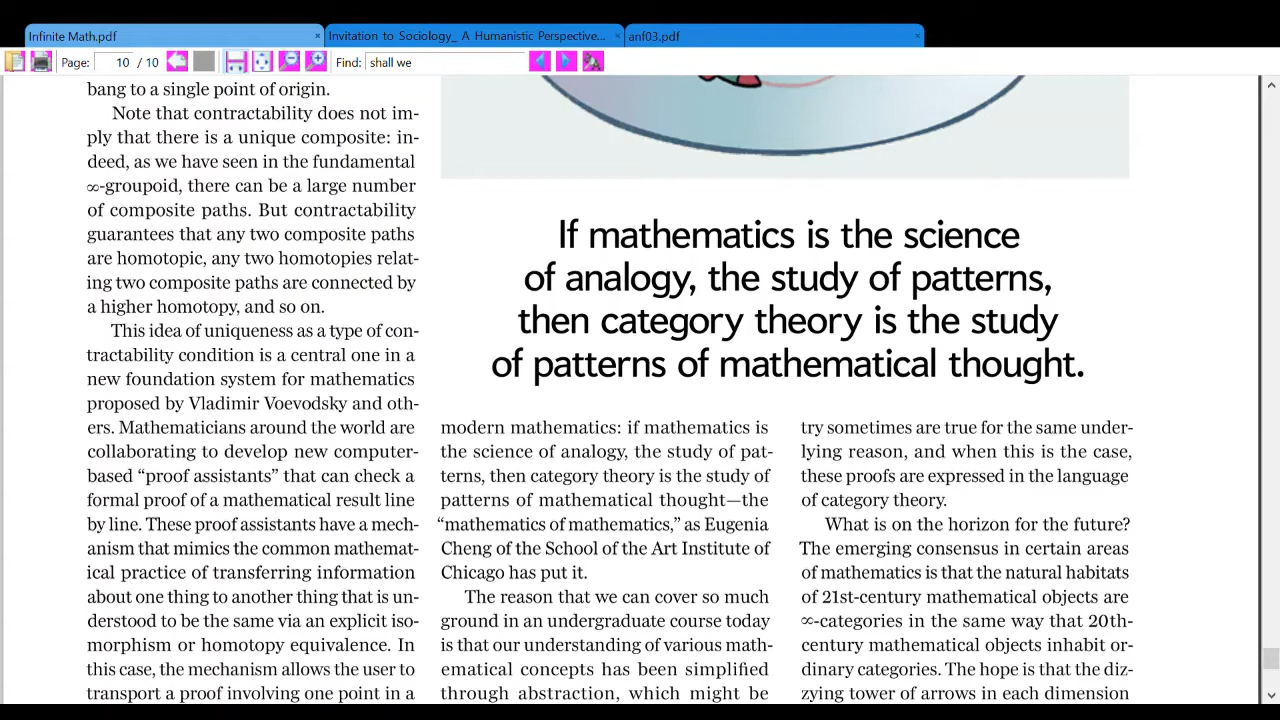 Infinite Math.pdf
Invitation to Sociology_ A Humanistic Perspective...
anf03.pdf
Page: 10 / 10 Find: shall we
bang to a single point of origin.
Note that contractability does not im-
ply that there is a unique composite: in-
deed, as we have seen in the fundamental
∞-groupoid, there can be a large number
of composite paths. But contractability
guarantees that any two composite paths
are homotopic, any two homotopies relat-
ing two composite paths are connected by
a higher homotopy, and so on.
This idea of uniqueness as a type of con-
tractability condition is a central one in a
new foundation system for mathematics
proposed by Vladimir Voevodsky and oth-
ers. Mathematicians around the world are
collaborating to develop new computer-
based “proof assistants” that can check a
formal proof of a mathematical result line
by line. These proof assistants have a mech-
anism that mimics the common mathemat-
ical practice of transferring information
about one thing to another thing that is un-
derstood to be the same via an explicit iso-
morphism or homotopy equivalence. In
this case, the mechanism allows the user to
transport a proof involving one point in a
If mathematics is the science
of analogy, the study of patterns,
then category theory is the study
of patterns of mathematical thought.
modern mathematics: if mathematics is
the science of analogy, the study of pat-
terns, then category theory is the study of
patterns of mathematical thought—the
“mathematics of mathematics,” as Eugenia
Cheng of the School of the Art Institute of
Chicago has put it.
The reason that we can cover so much
ground in an undergraduate course today
is that our understanding of various math-
ematical concepts has been simplified
through abstraction, which might be
try sometimes are true for the same under-
lying reason, and when this is the case,
these proofs are expressed in the language
of category theory.
What is on the horizon for the future?
The emerging consensus in certain areas
of mathematics is that the natural habitats
of 21st-century mathematical objects are
∞-categories in the same way that 20th-
century mathematical objects inhabit or-
dinary categories. The hope is that the diz-
zying tower of arrows in each dimension